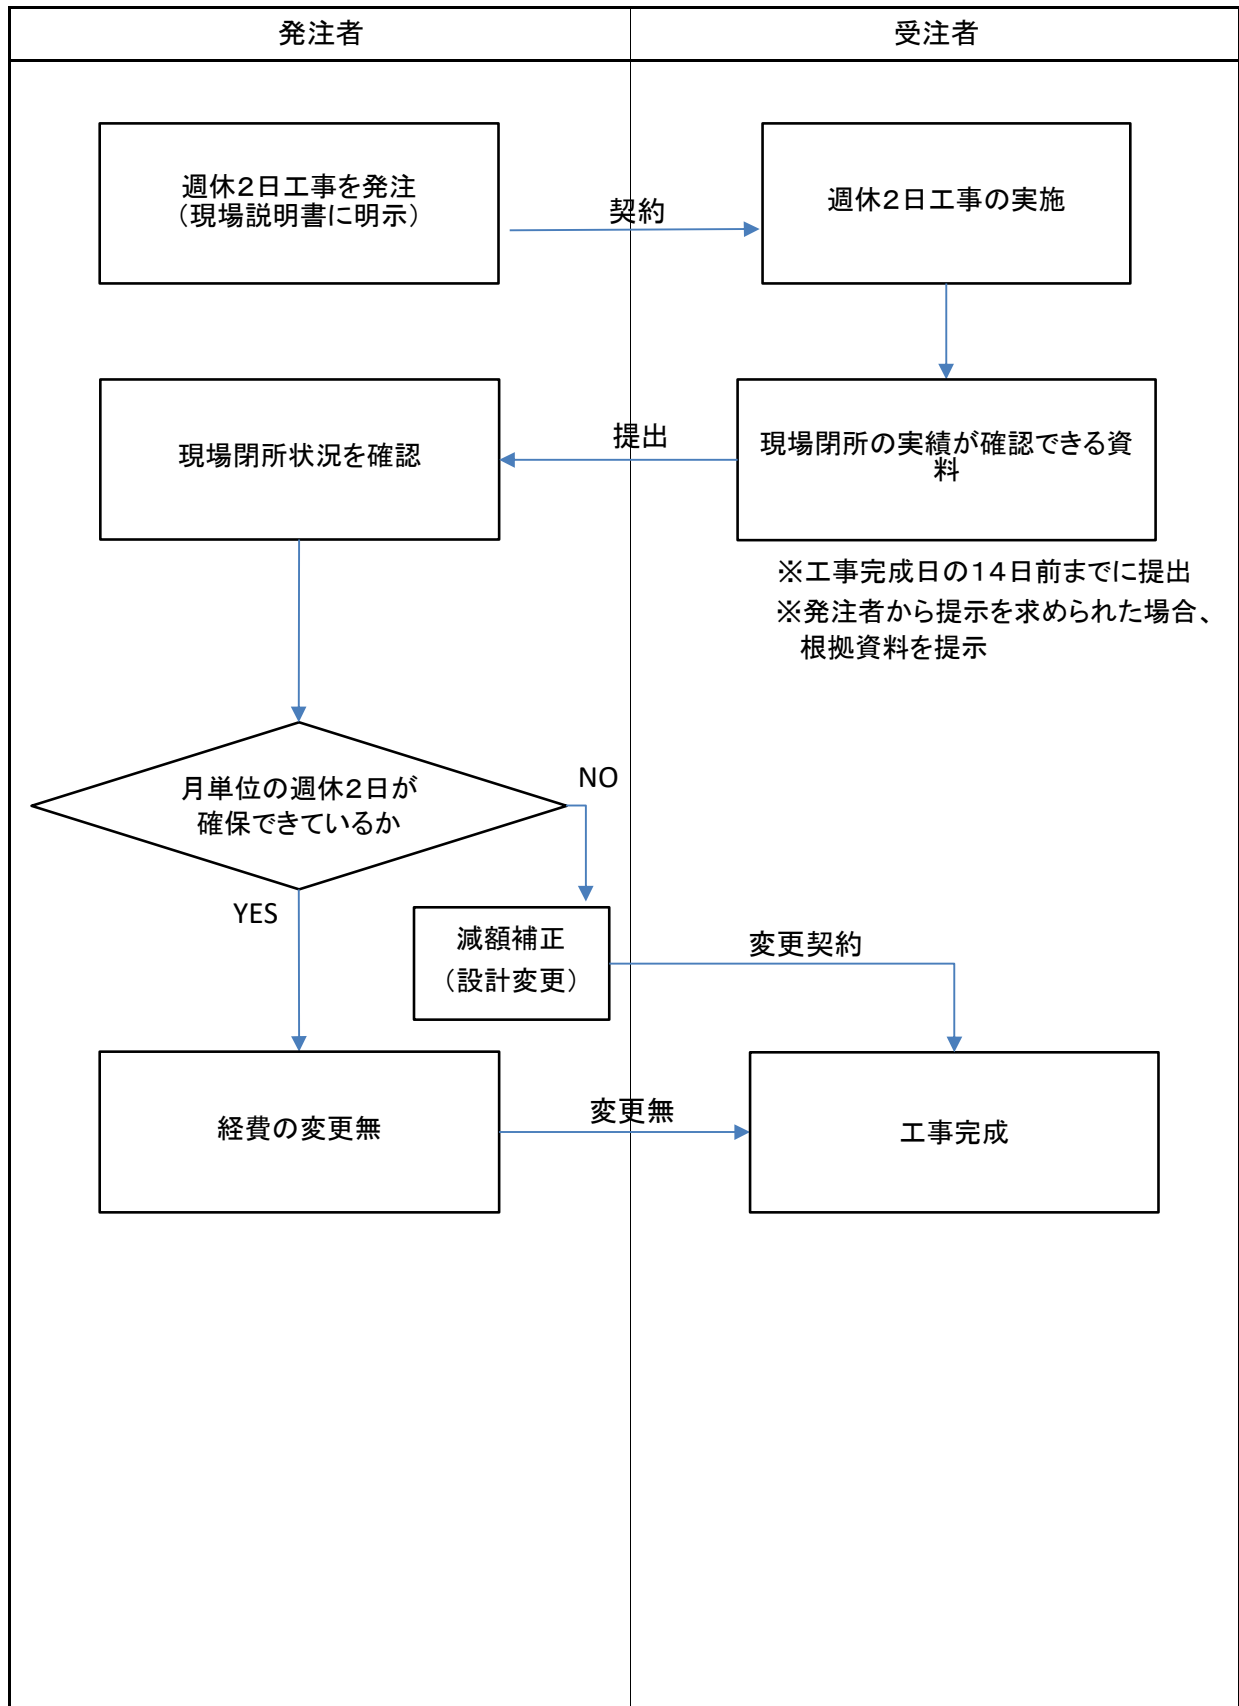 発注者
受注者
週休2日工事を発注
（現場説明書に明示）
契約
週休2日工事の実施
現場閉所状況を確認
提出
現場閉所の実績が確認できる資
料
※工事完成日の14日前までに提出
※発注者から提示を求められた場合、
根拠資料を提示
月単位の週休2日が
確保できているか
NO
YES
減額補正
（設計変更）
変更契約
経費の変更無
変更無
工事完成